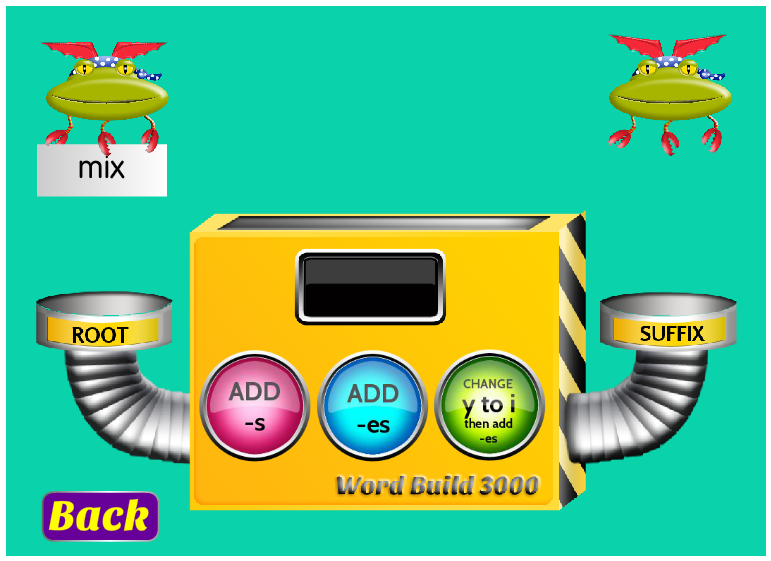 mix
ROOT
SUFFIX
ADD
-s
ADD
-es
CHANGE
y to i
then add
-es
Word Build 3000
Back